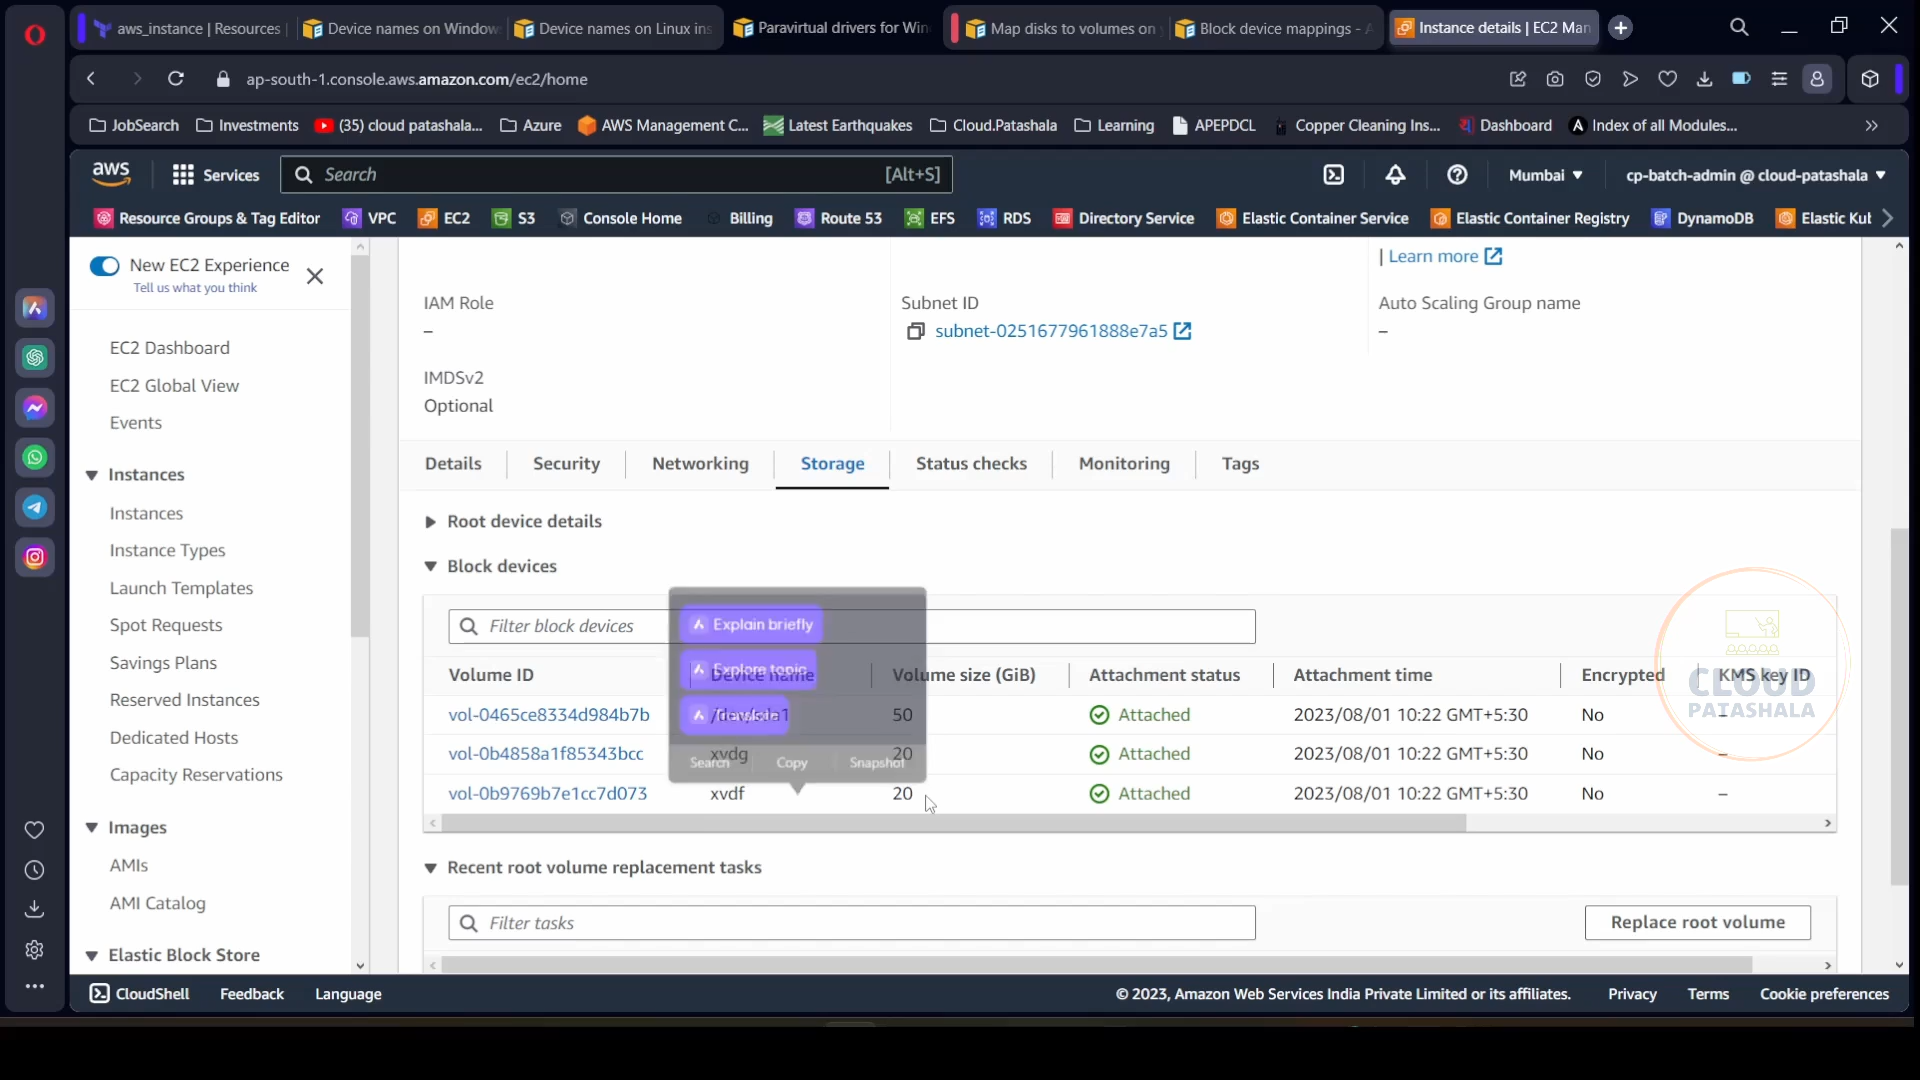 aws_instance | Resources
Device names on Window
Device names on Linux ins
Paravirtual drivers for Win
Map disks to volumes on
Block device mappings - A
Instance details | EC2 Man
ap-south-1.console.aws.amazon.com/ec2/home
JobSearch
Investments
(35) cloud patashala...
Azure
AWS Management C...
Latest Earthquakes
Cloud.Patashala
Learning
APEPDCL
Copper Cleaning Ins...
Dashboard
Index of all Modules...
aws
Services
Search
[Alt+S]
Mumbai
cp-batch-admin @ cloud-patashala
Resource Groups & Tag Editor
VPC
EC2
S3
Console Home
Billing
Route 53
EFS
RDS
Directory Service
Elastic Container Service
Elastic Container Registry
DynamoDB
Elastic Kub
New EC2 Experience
Tell us what you think
EC2 Dashboard
EC2 Global View
Events
Instances
Instances
Instance Types
Launch Templates
Spot Requests
Savings Plans
Reserved Instances
Dedicated Hosts
Capacity Reservations
Images
AMIs
AMI Catalog
Elastic Block Store
| Learn more
IAM Role
–
Subnet ID
subnet-0251677961888e7a5
Auto Scaling Group name
–
IMDSv2
Optional
Details
Security
Networking
Storage
Status checks
Monitoring
Tags
Root device details
Block devices
Filter block devices
Explain briefly
Explore topic
Translate
Search
Copy
Snapshot
Volume ID
Device name
Volume size (GiB)
Attachment status
Attachment time
Encrypted
KMS key ID
vol-0465ce8334d984b7b
50
Attached
2023/08/01 10:22 GMT+5:30
No
–
vol-0b4858a1f85343bcc
xvdg
20
Attached
2023/08/01 10:22 GMT+5:30
No
–
vol-0b9769b7e1cc7d073
xvdf
20
Attached
2023/08/01 10:22 GMT+5:30
No
–
CLOUD
PATASHALA
Recent root volume replacement tasks
Filter tasks
Replace root volume
CloudShell
Feedback
Language
© 2023, Amazon Web Services India Private Limited or its affiliates.
Privacy
Terms
Cookie preferences